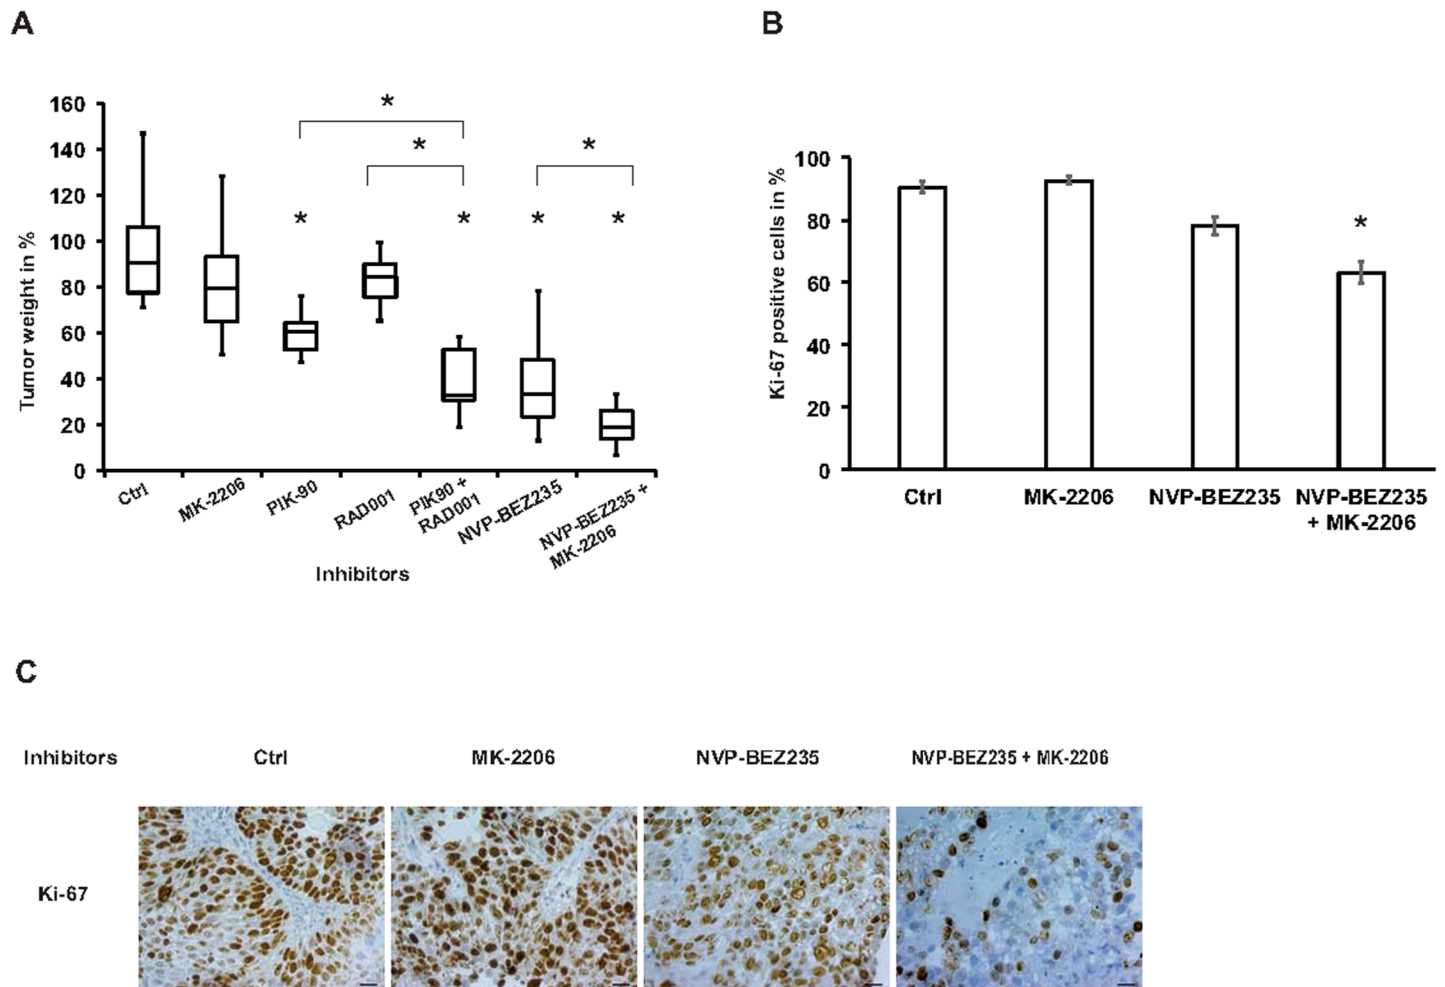 A
B
160
140
120
100
80
60
40
20
0
Tumor weight in %
*
*
*
*
*
*
*
Ctrl
MK-2206
PIK-90
RAD001
PIK90 +
RAD001
NVP-BEZ235
NVP-BEZ235 +
MK-2206
Inhibitors
100
80
60
40
20
0
Ki-67 positive cells in %
*
Ctrl
MK-2206
NVP-BEZ235
NVP-BEZ235
+ MK-2206
C
Inhibitors
Ctrl
MK-2206
NVP-BEZ235
NVP-BEZ235 + MK-2206
Ki-67